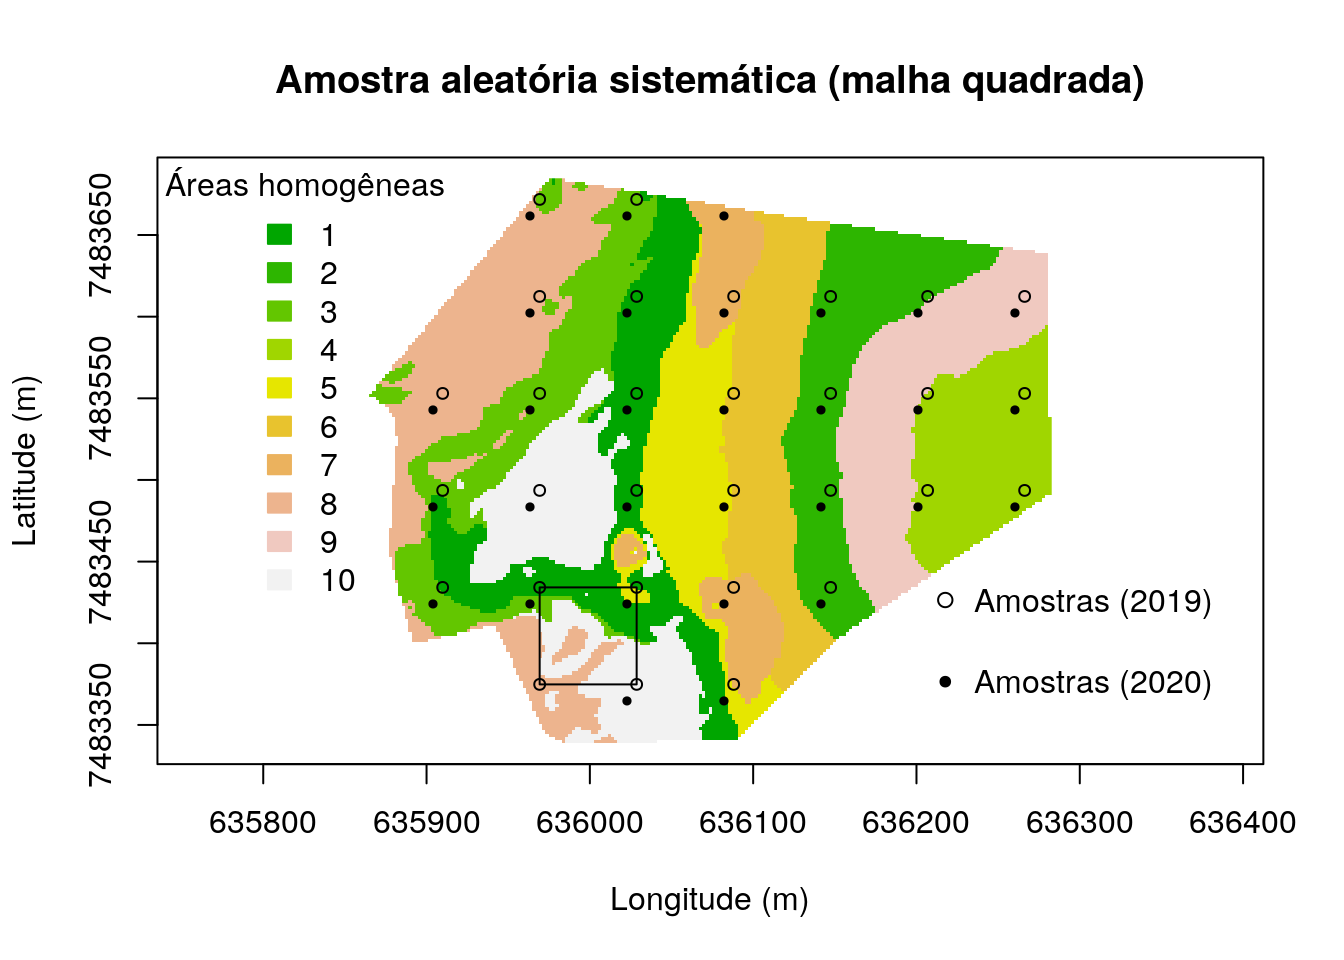 Amostra aleatória sistemática (malha quadrada)
Áreas homogêneas
1
2
3
4
5
6
7
8
9
10
Amostras (2019)
Amostras (2020)
7483650
7483550
7483450
7483350
Latitude (m)
635800 635900 636000 636100 636200 636300 636400
Longitude (m)